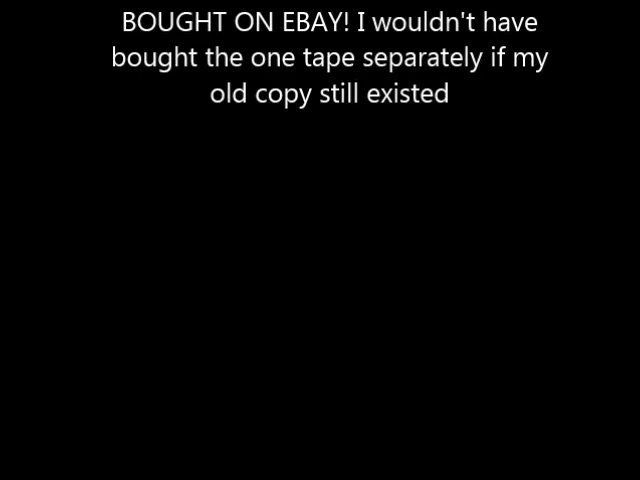 BOUGHT ON EBAY! I wouldn't have
bought the one tape separately if my
old copy still existed